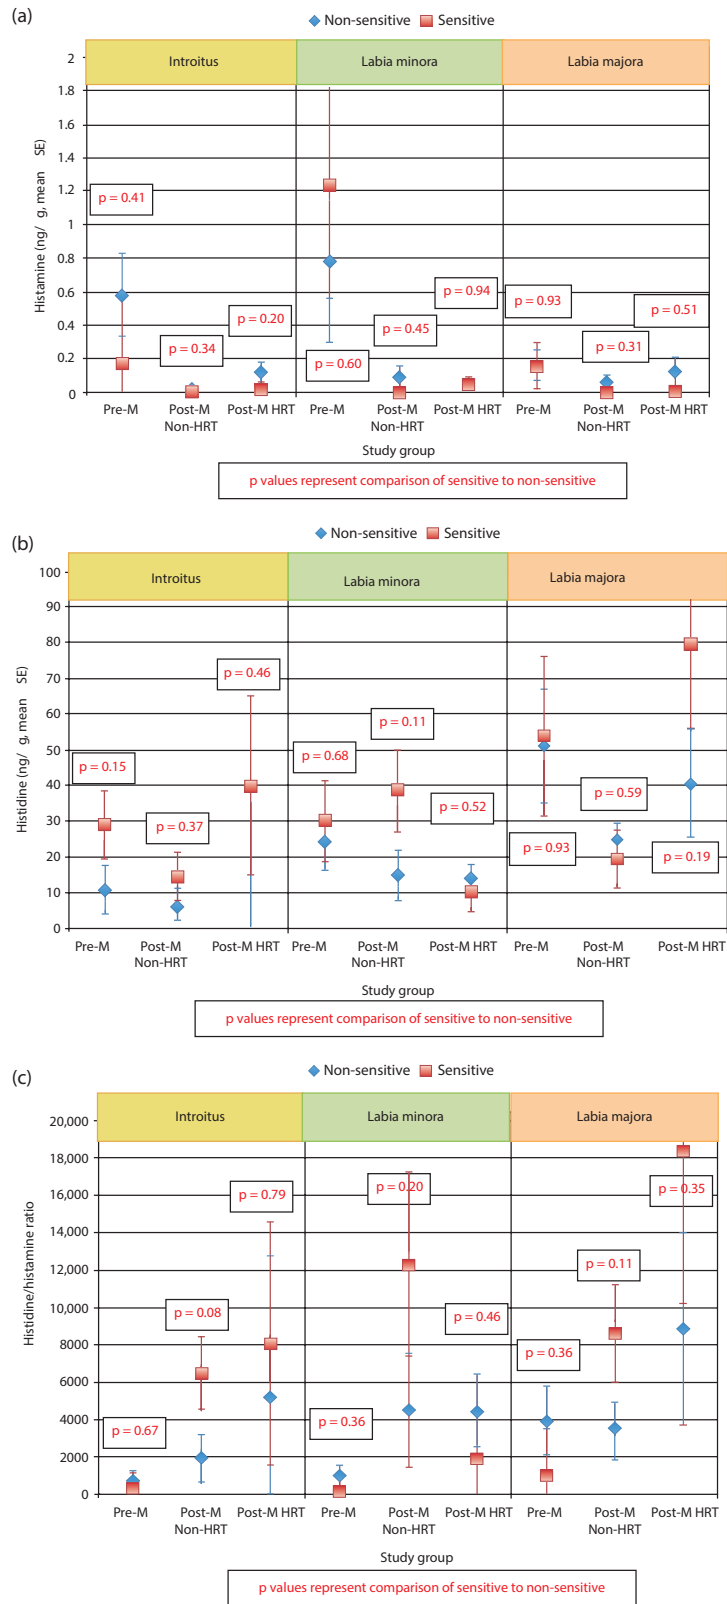 (a)
Non-sensitive Sensitive
Introitus Labia minora Labia majora
2
1.8
1.6
1.4
1.2
1
0.8
0.6
0.4
0.2
0
Histamine (ng/ g, mean SE)
p = 0.41
p = 0.34
p = 0.20
p = 0.60
p = 0.45
p = 0.94
p = 0.93
p = 0.31
p = 0.51
Pre-M Post-M Non-HRT Post-M HRT Pre-M Post-M Non-HRT Post-M HRT Pre-M Post-M Non-HRT Post-M HRT
Study group
p values represent comparison of sensitive to non-sensitive
(b)
Non-sensitive Sensitive
Introitus Labia minora Labia majora
100
90
80
70
60
50
40
30
20
10
0
Histidine (ng/ g, mean SE)
p = 0.15
p = 0.37
p = 0.46
p = 0.68
p = 0.11
p = 0.52
p = 0.93
p = 0.59
p = 0.19
Pre-M Post-M Non-HRT Post-M HRT Pre-M Post-M Non-HRT Post-M HRT Pre-M Post-M Non-HRT Post-M HRT
Study group
p values represent comparison of sensitive to non-sensitive
(c)
Non-sensitive Sensitive
Introitus Labia minora Labia majora
20,000
18,000
16,000
14,000
12,000
10,000
8000
6000
4000
2000
0
Histidine/histamine ratio
p = 0.67
p = 0.08
p = 0.79
p = 0.36
p = 0.20
p = 0.46
p = 0.36
p = 0.11
p = 0.35
Pre-M Post-M Non-HRT Post-M HRT Pre-M Post-M Non-HRT Post-M HRT Pre-M Post-M Non-HRT Post-M HRT
Study group
p values represent comparison of sensitive to non-sensitive